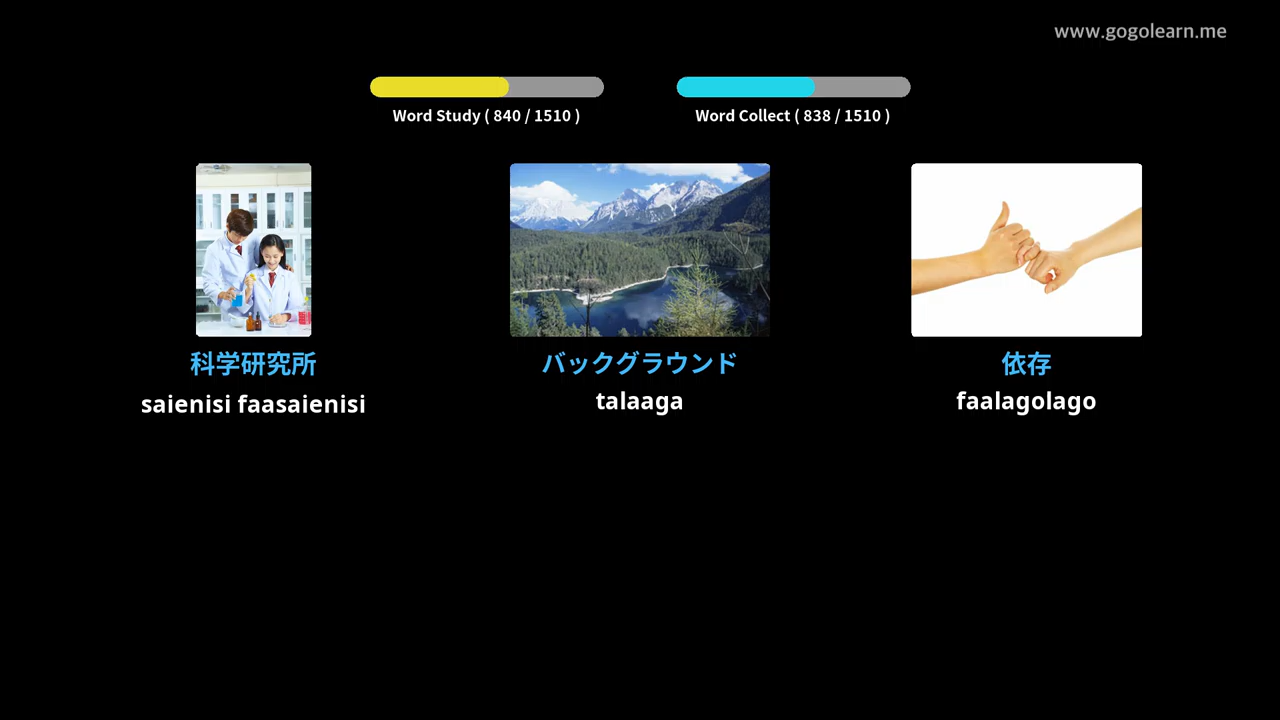 www.gogolearn.me
Word Study ( 840 / 1510 )
Word Collect ( 838 / 1510 )
科学研究所
バックグラウンド
依存
saienisi faasaienisi
talaaga
faalagolago